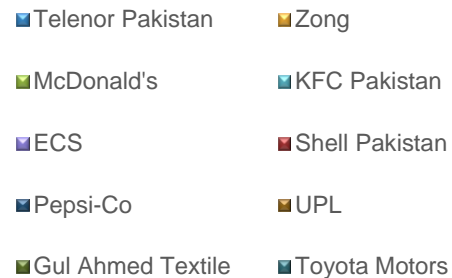 Telenor Pakistan
Zong
McDonald's
KFC Pakistan
ECS
Shell Pakistan
Pepsi-Co
UPL
Gul Ahmed Textile
Toyota Motors